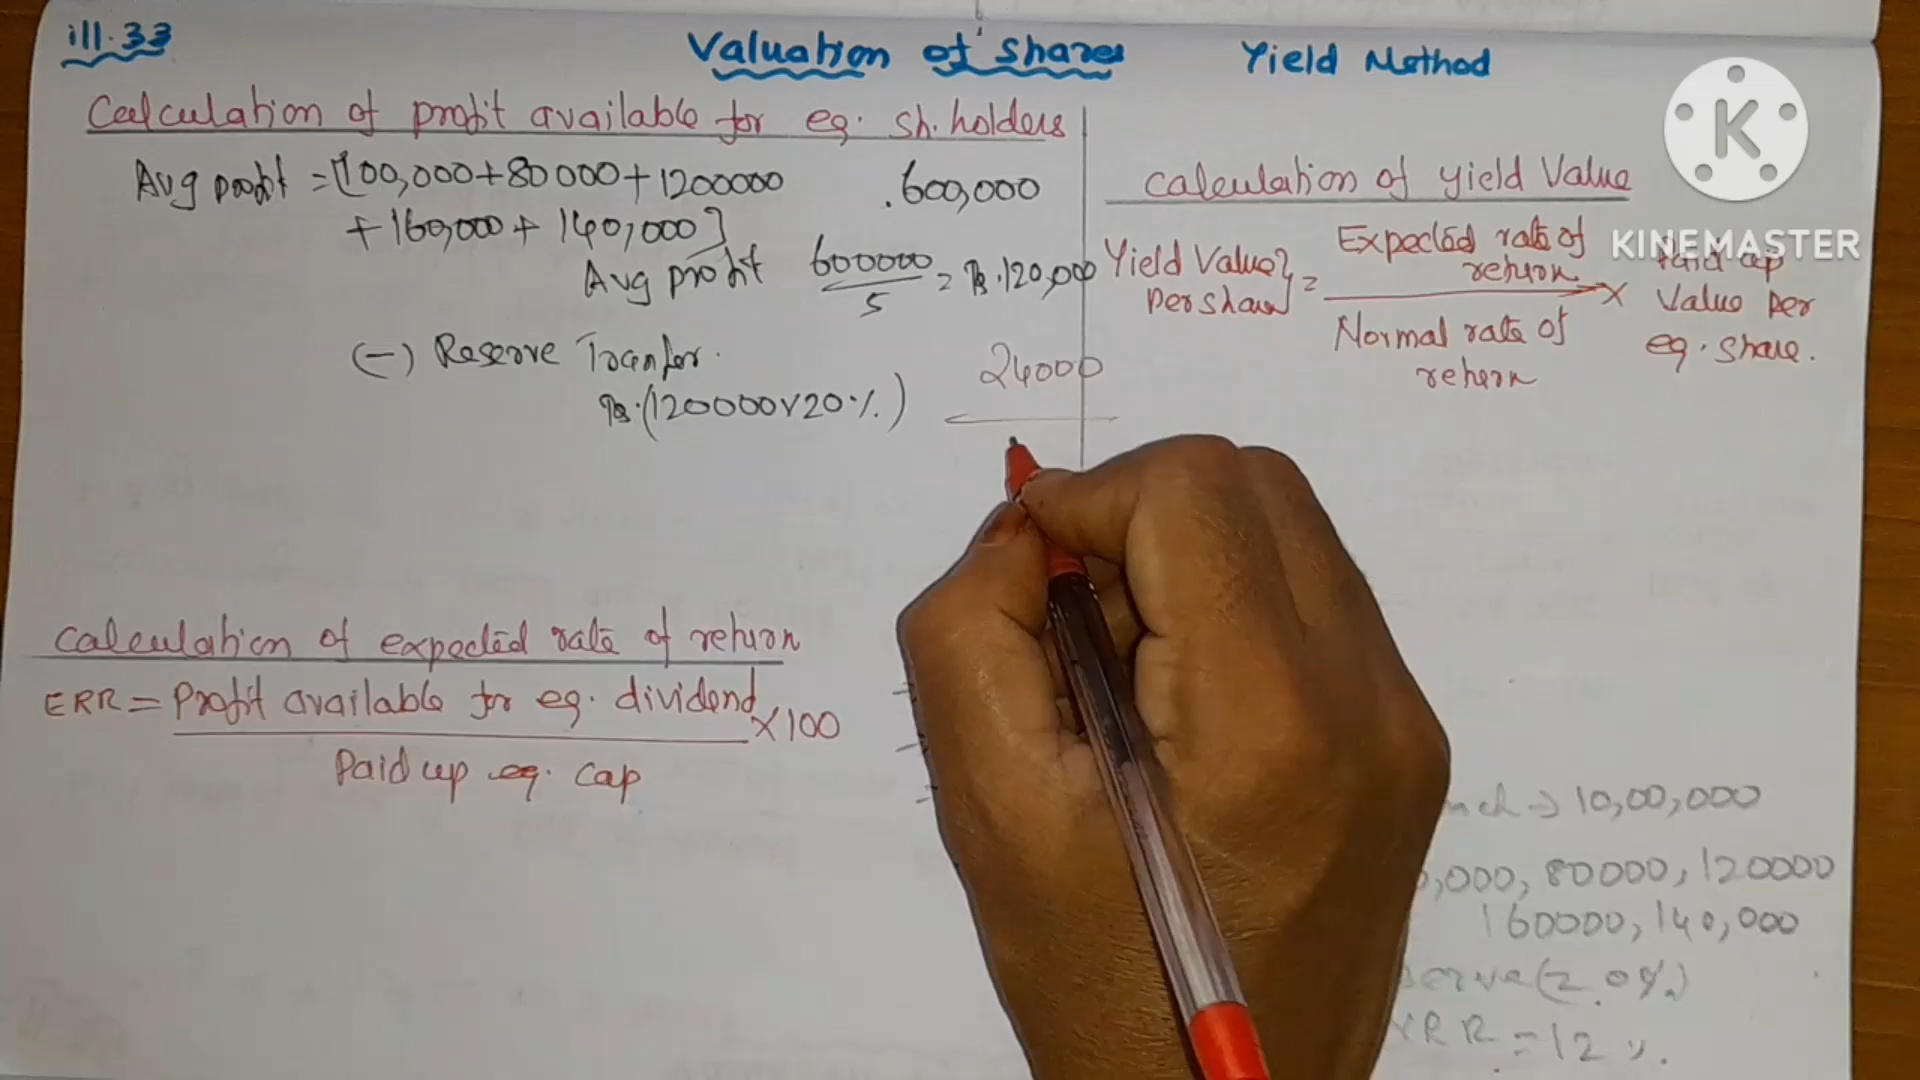 ill.33
Valuation of Shares
Yield Method
Calculation of profit available for eq. sh.holders
Avg profit = [100,000+80000+1200000
+160,000+ 140,000]
600,000
Avg profit 600000/5 = Rs.120,000
(-) Reserve Transfer.
Rs.(120000×20%)
24000
Calculation of yield Value
Yield Value per share} = Expected rate of return / Normal rate of return × Paid up Value per eq. share.
K
KINEMASTER
Calculation of expected rate of return
ERR = Profit available for eq. dividend × 100
Paid up eq. cap
each → 10,00,000
,000, 80000, 120000
160000, 140,000
(20%)
RR = 12%.